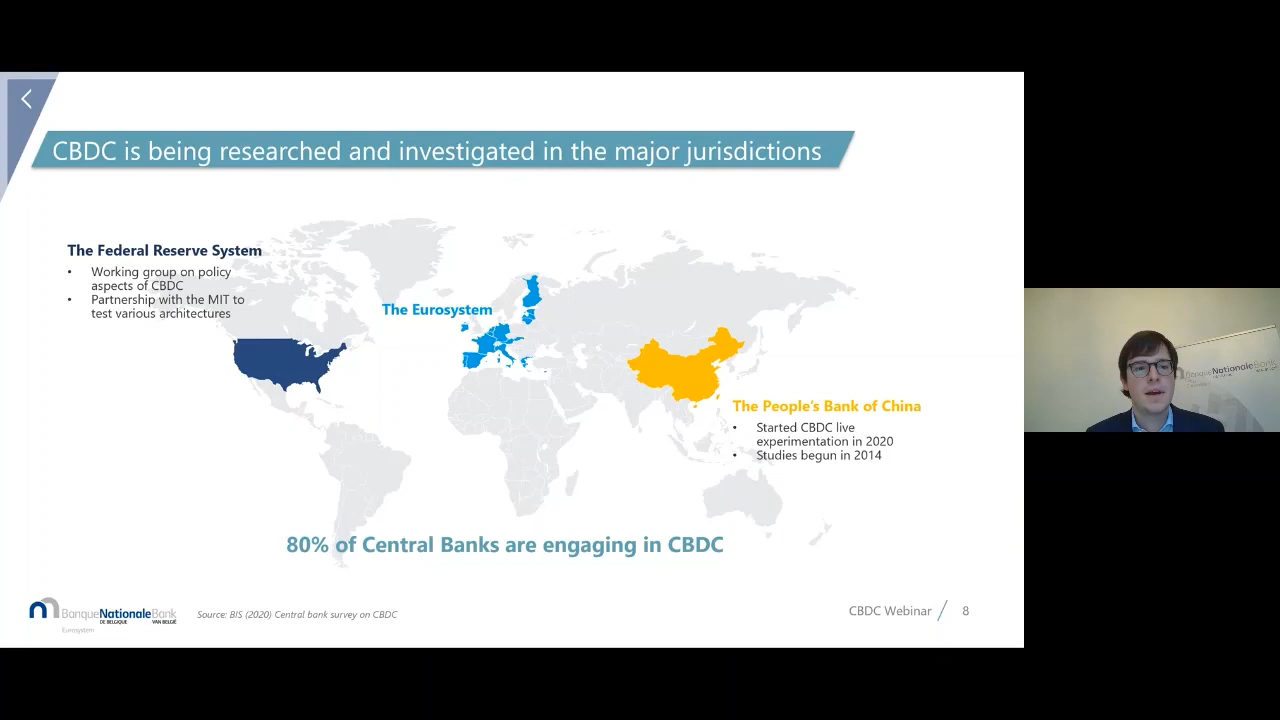 CBDC is being researched and investigated in the major jurisdictions
The Federal Reserve System
• Working group on policy
aspects of CBDC
• Partnership with the MIT to
test various architectures
The Eurosystem
The People's Bank of China
• Started CBDC live
experimentation in 2020
• Studies begun in 2014
80% of Central Banks are engaging in CBDC
BanqueNationaleBank
DE BELGIQUE VAN BELGIË
Eurosystem
Source: BIS (2020) Central bank survey on CBDC
CBDC Webinar / 8
BanqueNationaleBank